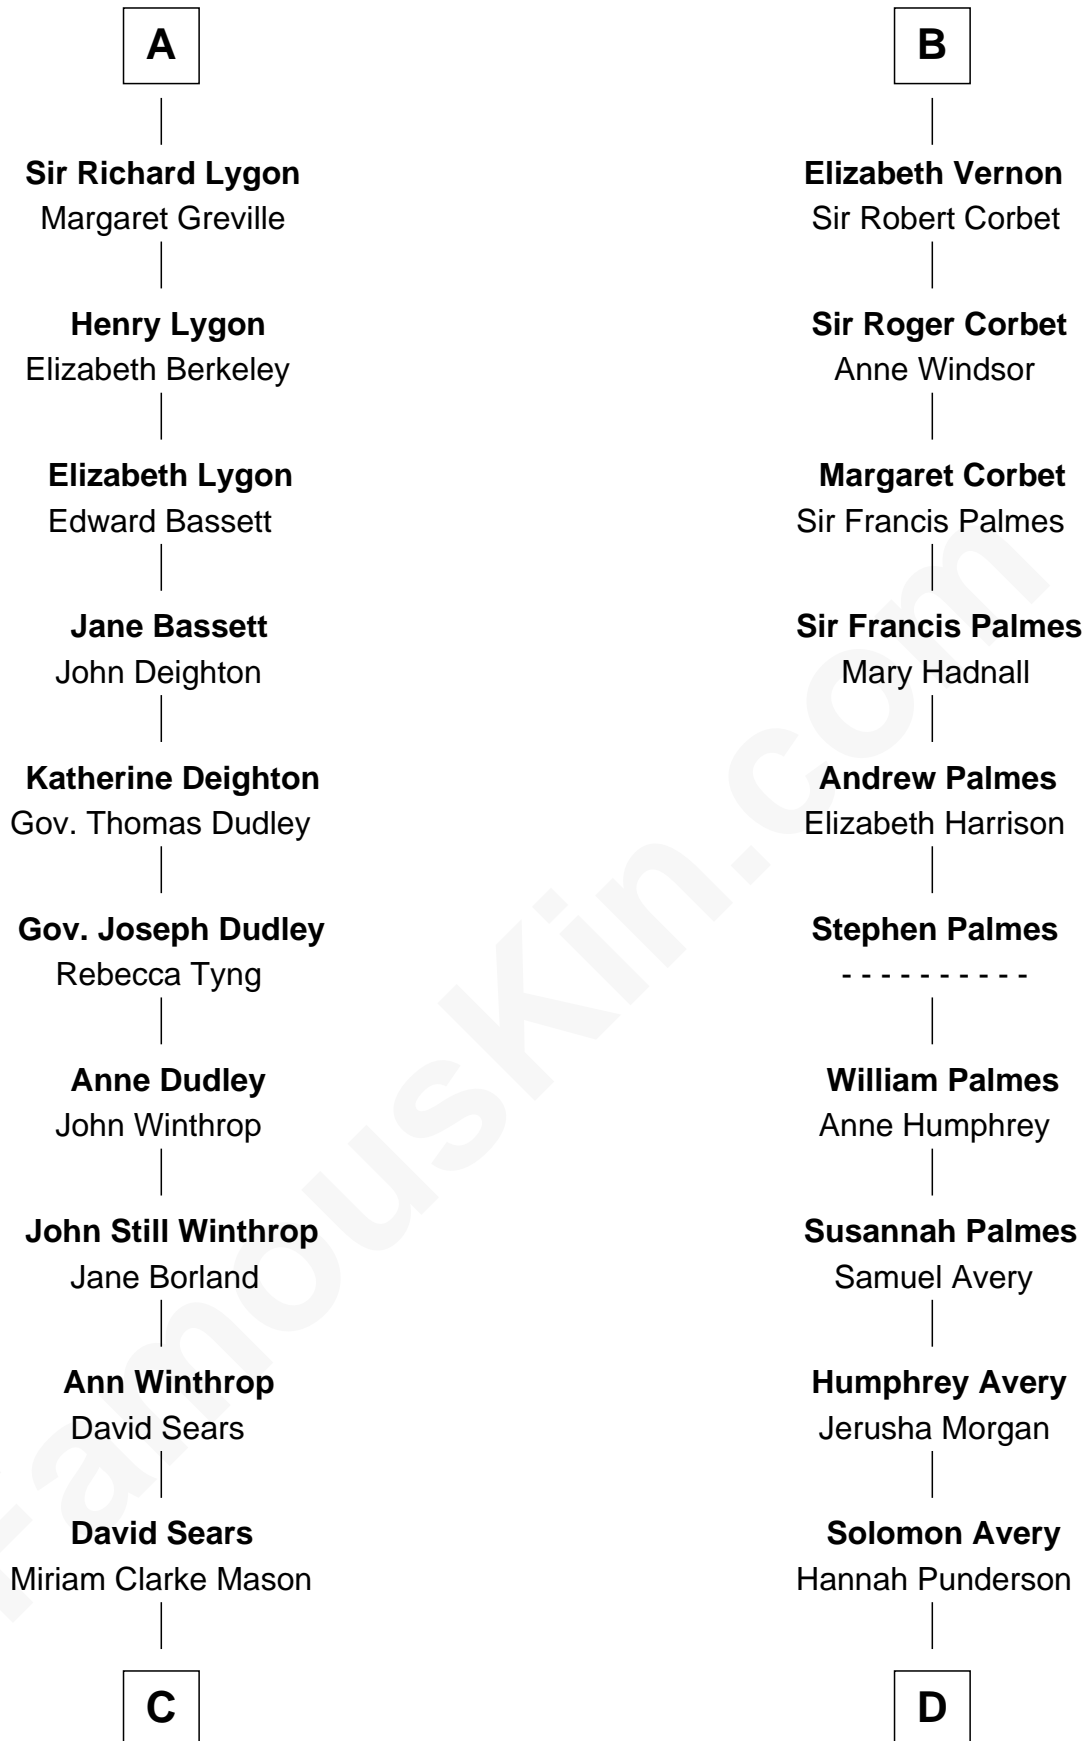 A
Sir Richard Lygon
Margaret Greville
Henry Lygon
Elizabeth Berkeley
Elizabeth Lygon
Edward Bassett
Jane Bassett
John Deighton
Katherine Deighton
Gov. Thomas Dudley
Gov. Joseph Dudley
Rebecca Tyng
Anne Dudley
John Winthrop
John Still Winthrop
Jane Borland
Ann Winthrop
David Sears
David Sears
Miriam Clarke Mason
C
B
Elizabeth Vernon
Sir Robert Corbet
Sir Roger Corbet
Anne Windsor
Margaret Corbet
Sir Francis Palmes
Sir Francis Palmes
Mary Hadnall
Andrew Palmes
Elizabeth Harrison
Stephen Palmes
- - - - - - - - - -
William Palmes
Anne Humphrey
Susannah Palmes
Samuel Avery
Humphrey Avery
Jerusha Morgan
Solomon Avery
Hannah Punderson
D
FamousKin.com